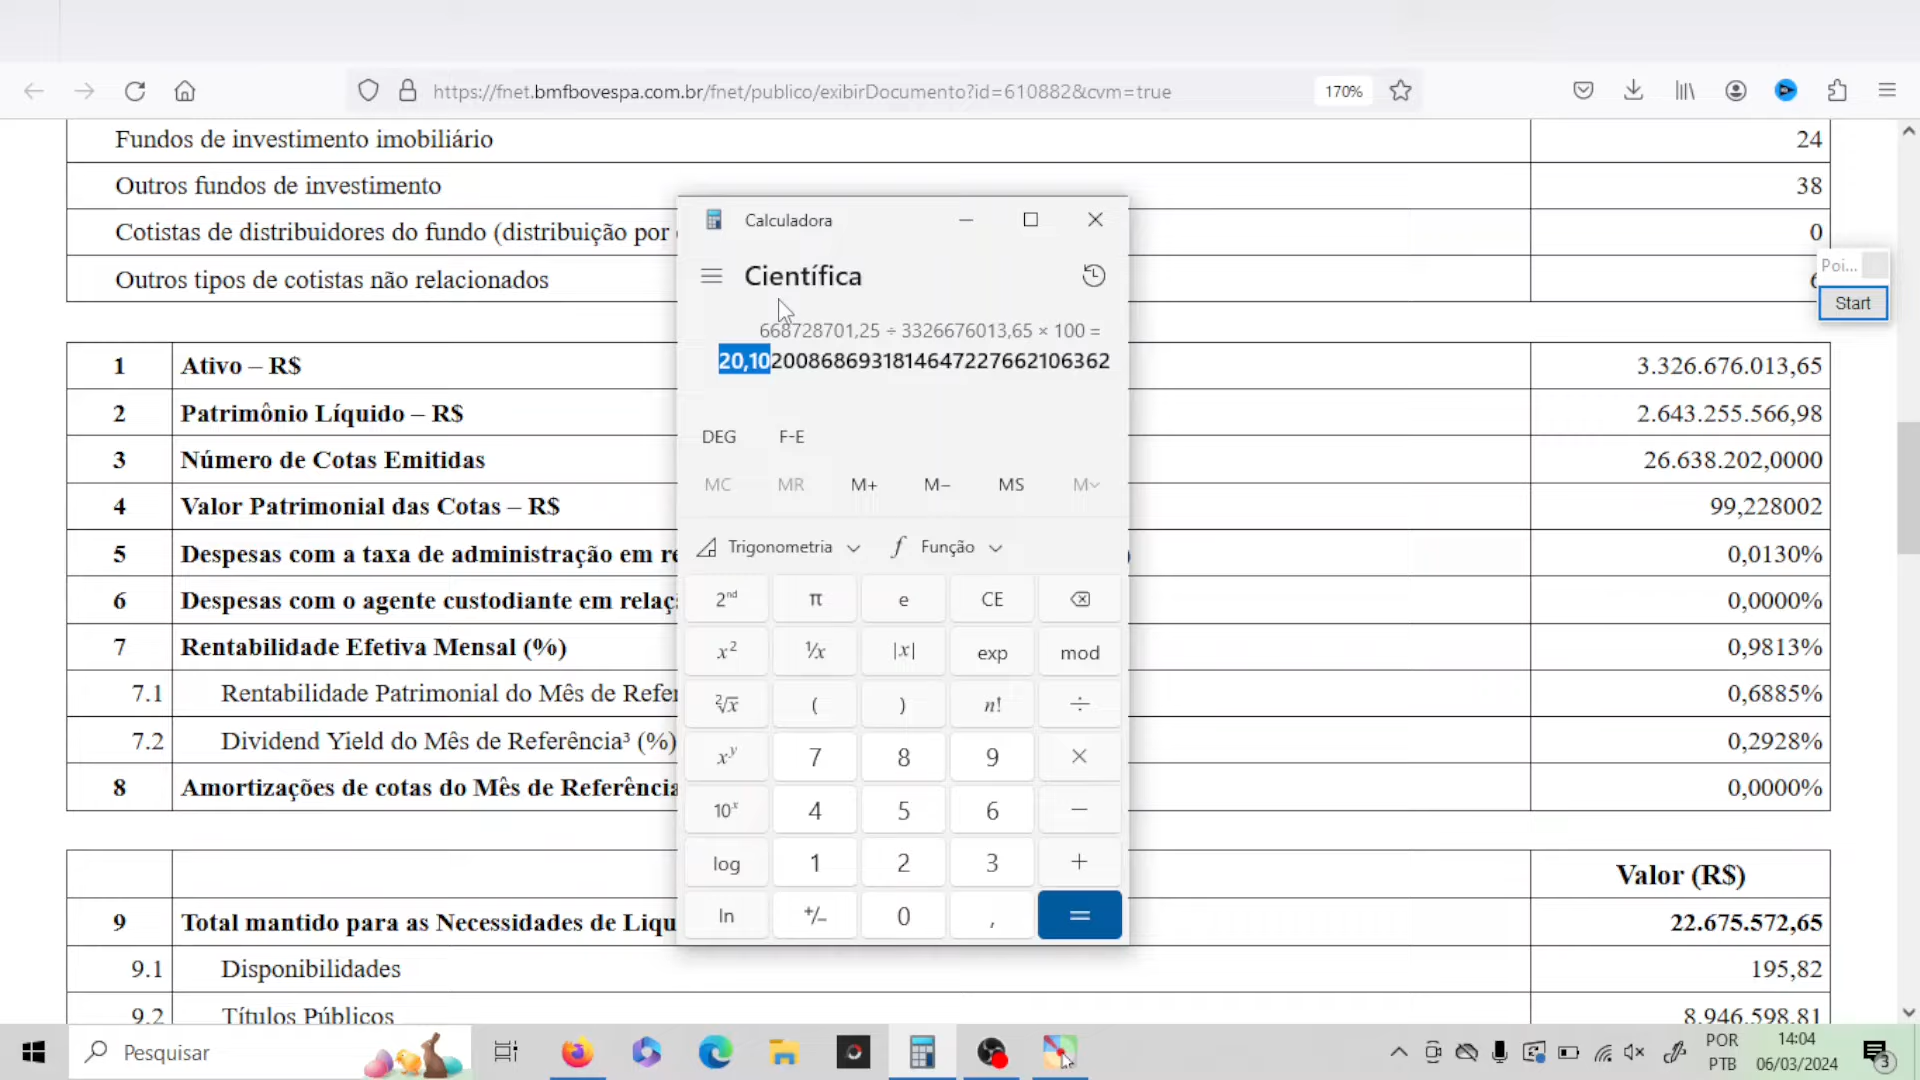 https://fnet.bmfbovespa.com.br/fnet/publico/exibirDocumento?id=610882&cvm=true
170%
Fundos de investimento imobiliário 24
Outros fundos de investimento 38
Cotistas de distribuidores do fundo (distribuição por 0
Outros tipos de cotistas não relacionados
Poi...
Start
Calculadora
Científica
668728701,25 ÷ 3326676013,65 × 100 =
20,102008686931814647227662106362
DEG F-E
MC MR M+ M− MS M
Trigonometria
f Função
2nd π e CE
x² ¹/x |x| exp mod
²√x ( ) n! ÷
xʸ 7 8 9 ×
10ˣ 4 5 6 −
log 1 2 3 +
ln +/− 0 , =
1 Ativo – R$ 3.326.676.013,65
2 Patrimônio Líquido – R$ 2.643.255.566,98
3 Número de Cotas Emitidas 26.638.202,0000
4 Valor Patrimonial das Cotas – R$ 99,228002
5 Despesas com a taxa de administração em re 0,0130%
6 Despesas com o agente custodiante em relaç 0,0000%
7 Rentabilidade Efetiva Mensal (%) 0,9813%
7.1 Rentabilidade Patrimonial do Mês de Refer 0,6885%
7.2 Dividend Yield do Mês de Referência³ (%) 0,2928%
8 Amortizações de cotas do Mês de Referência 0,0000%
Valor (R$)
9 Total mantido para as Necessidades de Liqu 22.675.572,65
9.1 Disponibilidades 195,82
9.2 Títulos Públicos 8.946.598,81
Pesquisar
POR
PTB
14:04
06/03/2024
3